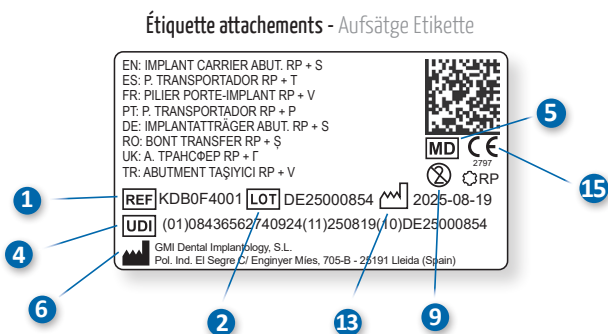 Étiquette attachements - Aufsätge Etikette
EN: IMPLANT CARRIER ABUT. RP + S
ES: P. TRANSPORTADOR RP + T
FR: PILIER PORTE-IMPLANT RP + V
PT: P. TRANSPORTADOR RP + P
DE: IMPLANTATTRÄGER ABUT. RP + S
RO: BONT TRANSFER RP + Ș
UK: А. ТРАНСФЕР RP + Г
TR: ABUTMENT TAŞIYICI RP + V
MD CE
2797
RP
REF KDB0F4001 LOT DE25000854 2025-08-19
UDI (01)08436562740924(11)250819(10)DE25000854
GMI Dental Implantology, S.L.
Pol. Ind. El Segre C/ Enginyer Míes, 705-B - 25191 Lleida (Spain)
1
4
6
2
13
9
5
15